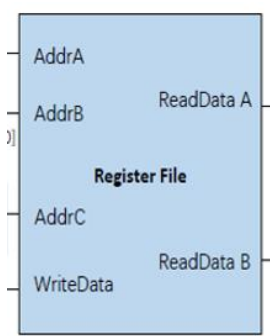 AddrA
ReadData A
AddrB
]
Register File
AddrC
ReadData B
WriteData